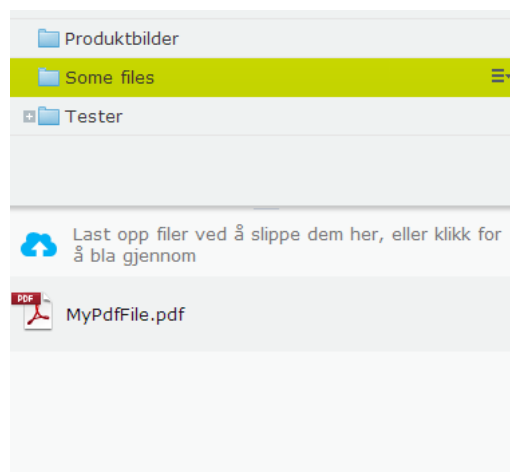 Produktbilder
Some files
Tester
Last opp filer ved å slippe dem her, eller klikk for
å bla gjennom
PDF
MyPdfFile.pdf